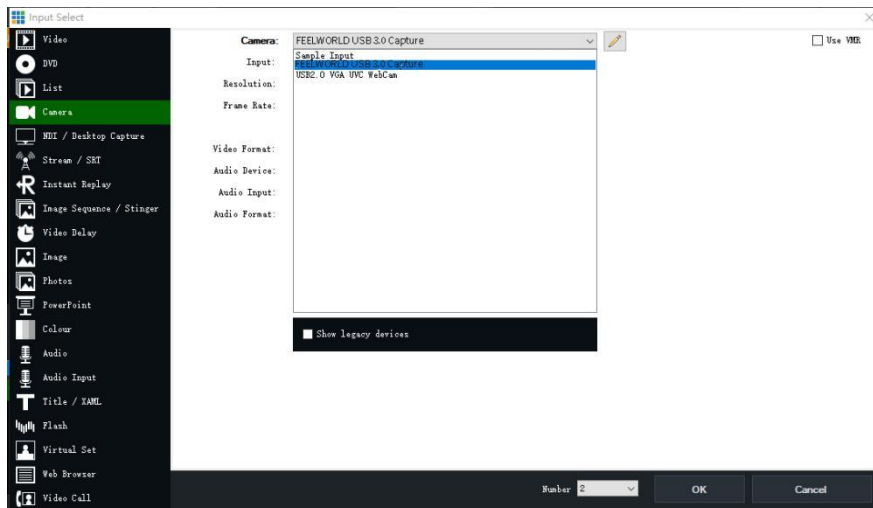 Input Select
Video
DVD
List
Camera
NDI / Desktop Capture
Stream / SRT
Instant Replay
Image Sequence / Stinger
Video Delay
Image
Photos
PowerPoint
Colour
Audio
Audio Input
Title / XAML
Flash
Virtual Set
Web Browser
Video Call
Camera: FEELWORLD USB 3.0 Capture
Use VMR
Input:
Resolution:
Frame Rate:
Video Format:
Audio Device:
Audio Input:
Audio Format:
Sample Input
FEELWORLD USB 3.0 Capture
USB2.0 VGA UVC WebCam
Show legacy devices
Number 2
OK
Cancel